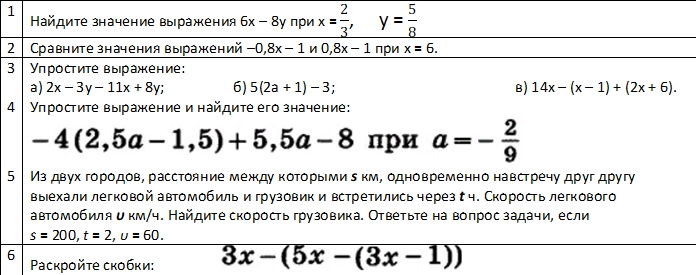 1 Найдите значение выражения 6x – 8y при x = 2/3, y = 5/8
2 Сравните значения выражений –0,8x – 1 и 0,8x – 1 при x = 6.
3 Упростите выражение:
а) 2x – 3y – 11x + 8y; б) 5(2a + 1) – 3; в) 14x – (x – 1) + (2x + 6).
4 Упростите выражение и найдите его значение:
–4(2,5a – 1,5) + 5,5a – 8 при a = – 2/9
5 Из двух городов, расстояние между которыми s км, одновременно навстречу друг другу
выехали легковой автомобиль и грузовик и встретились через t ч. Скорость легкового
автомобиля υ км/ч. Найдите скорость грузовика. Ответьте на вопрос задачи, если
s = 200, t = 2, υ = 60.
6 Раскройте скобки: 3x – (5x – (3x – 1))